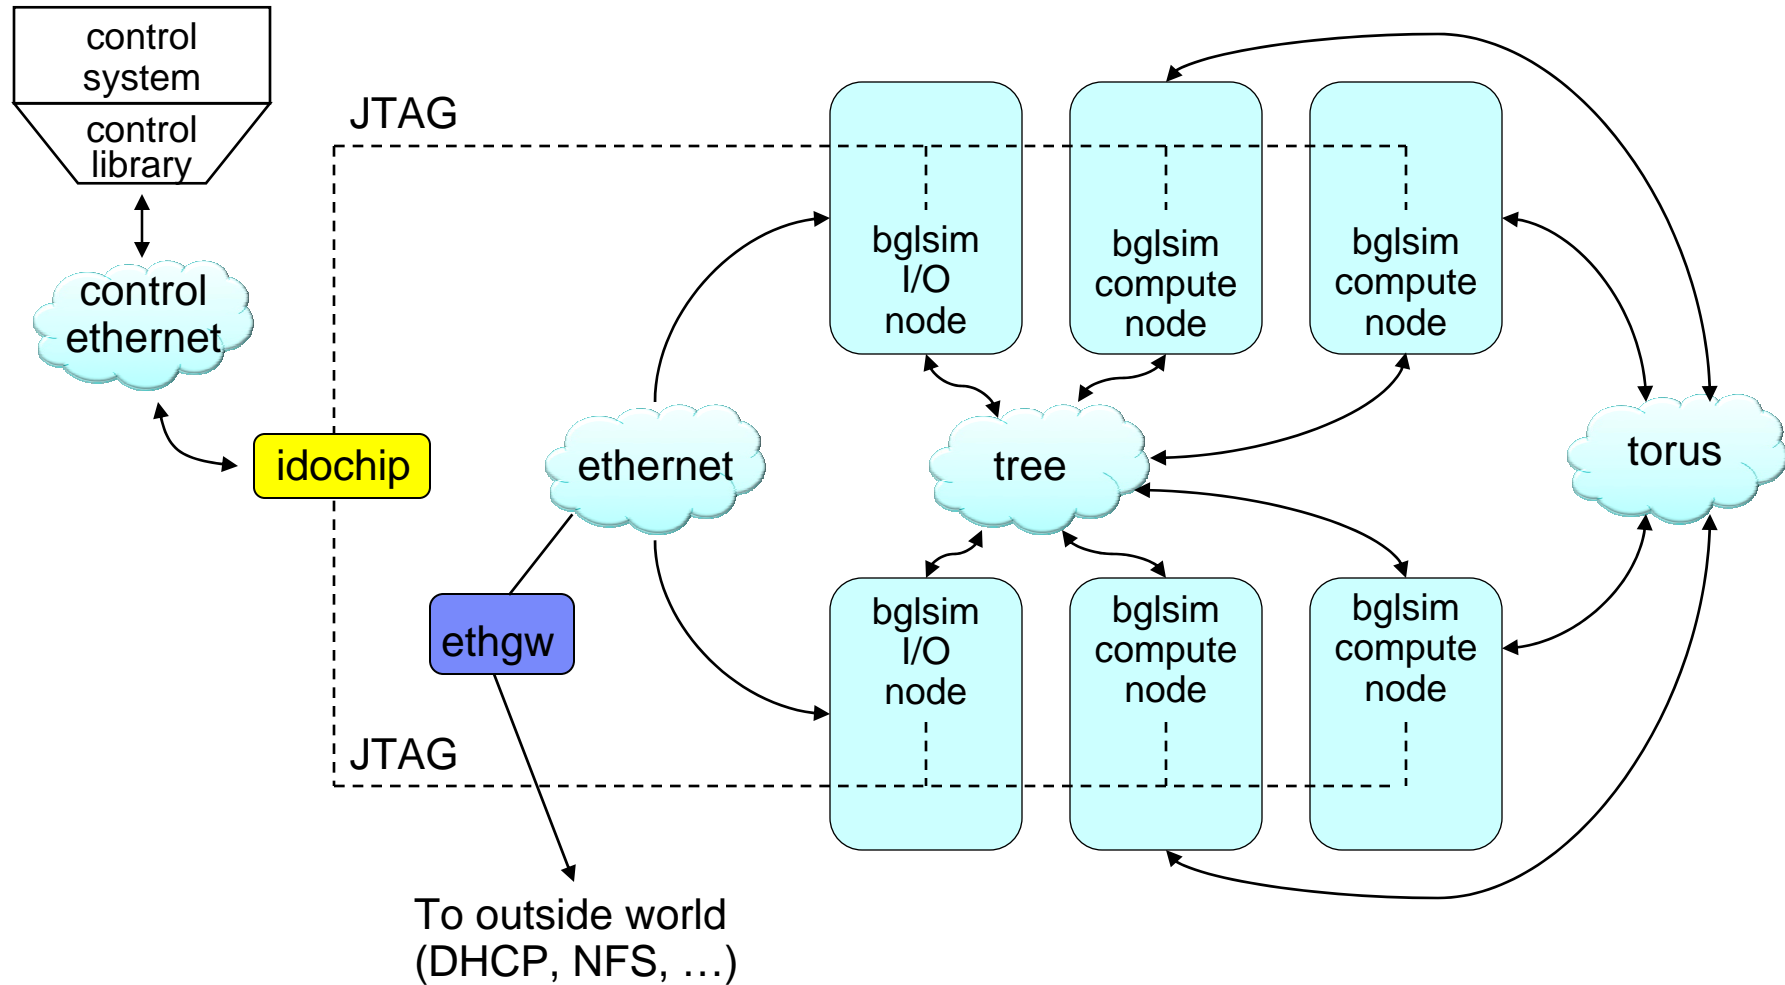 control
system
control
library
JTAG
control
ethernet
bglsim
I/O
node
bglsim
compute
node
bglsim
compute
node
idochip
ethernet
tree
torus
ethgw
bglsim
I/O
node
bglsim
compute
node
bglsim
compute
node
JTAG
To outside world
(DHCP, NFS, …)